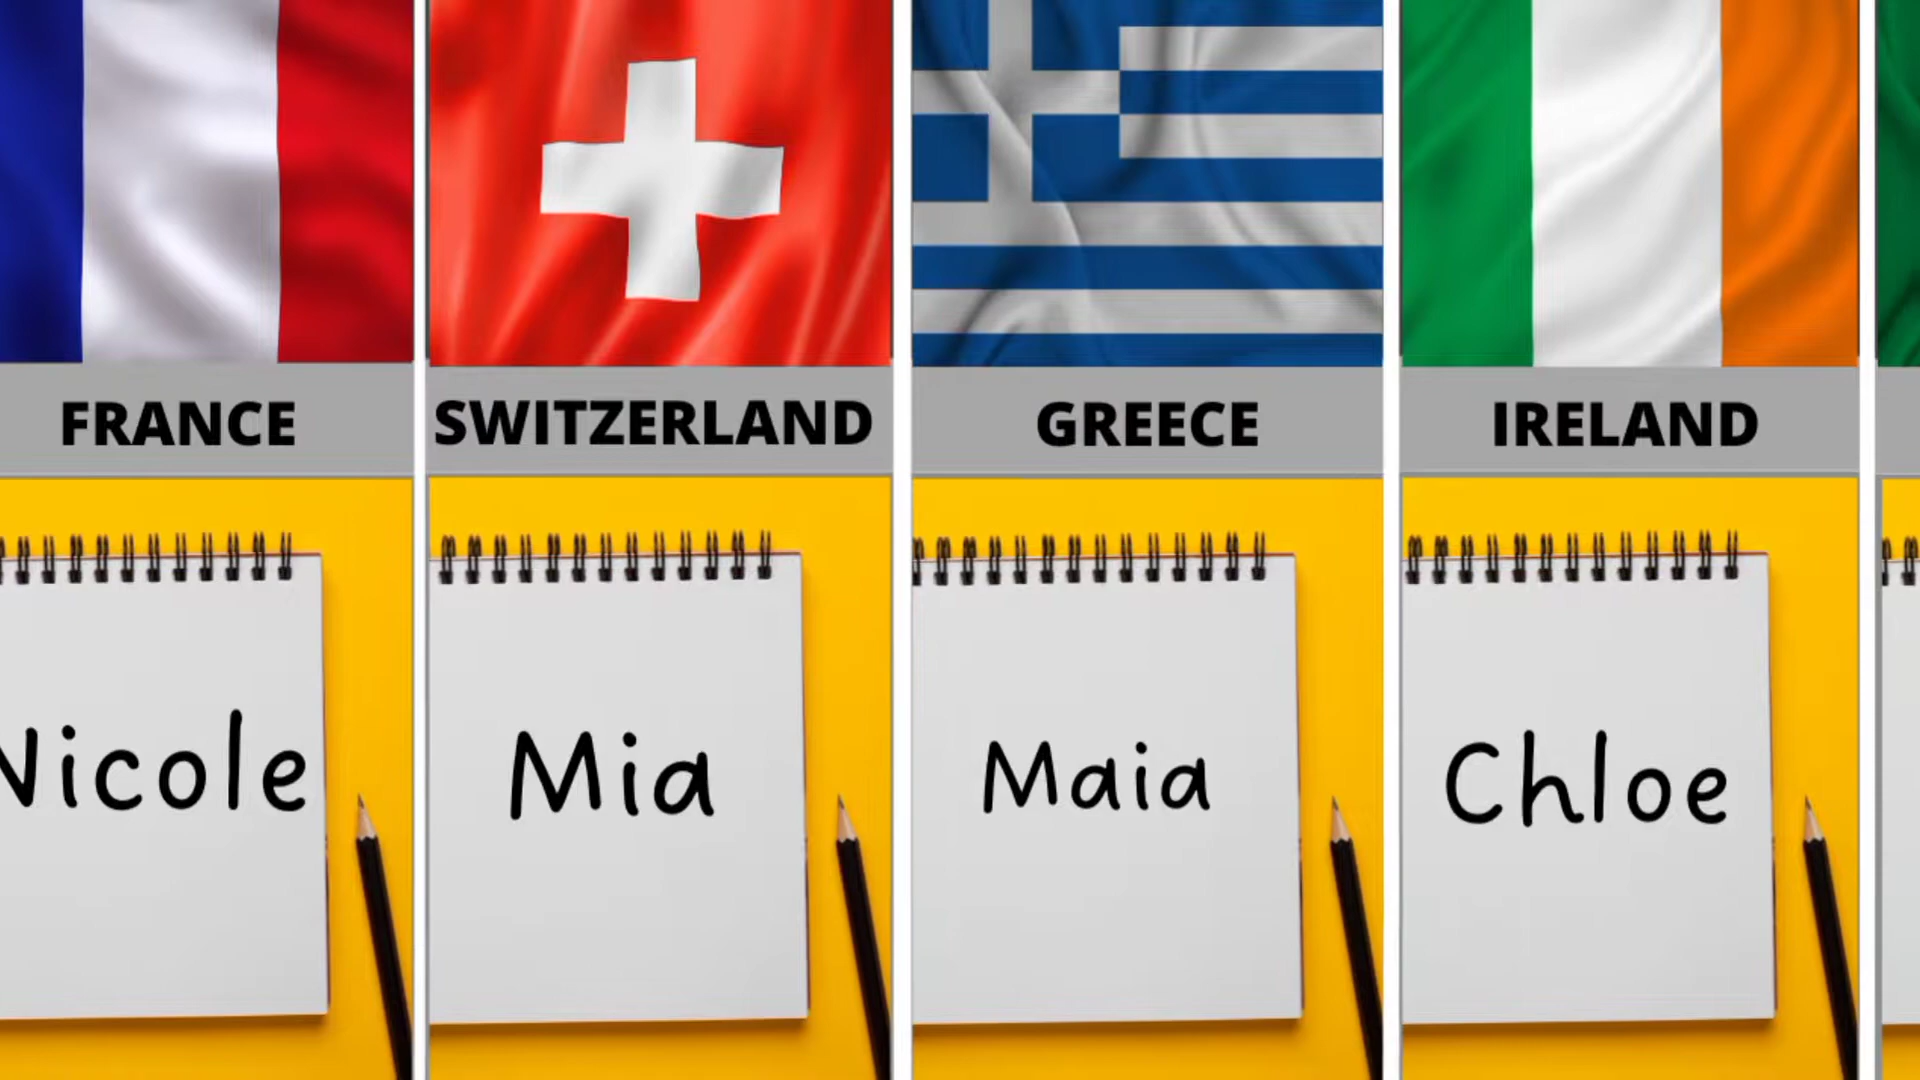 FRANCE
SWITZERLAND
GREECE
IRELAND
Nicole
Mia
Maia
Chloe